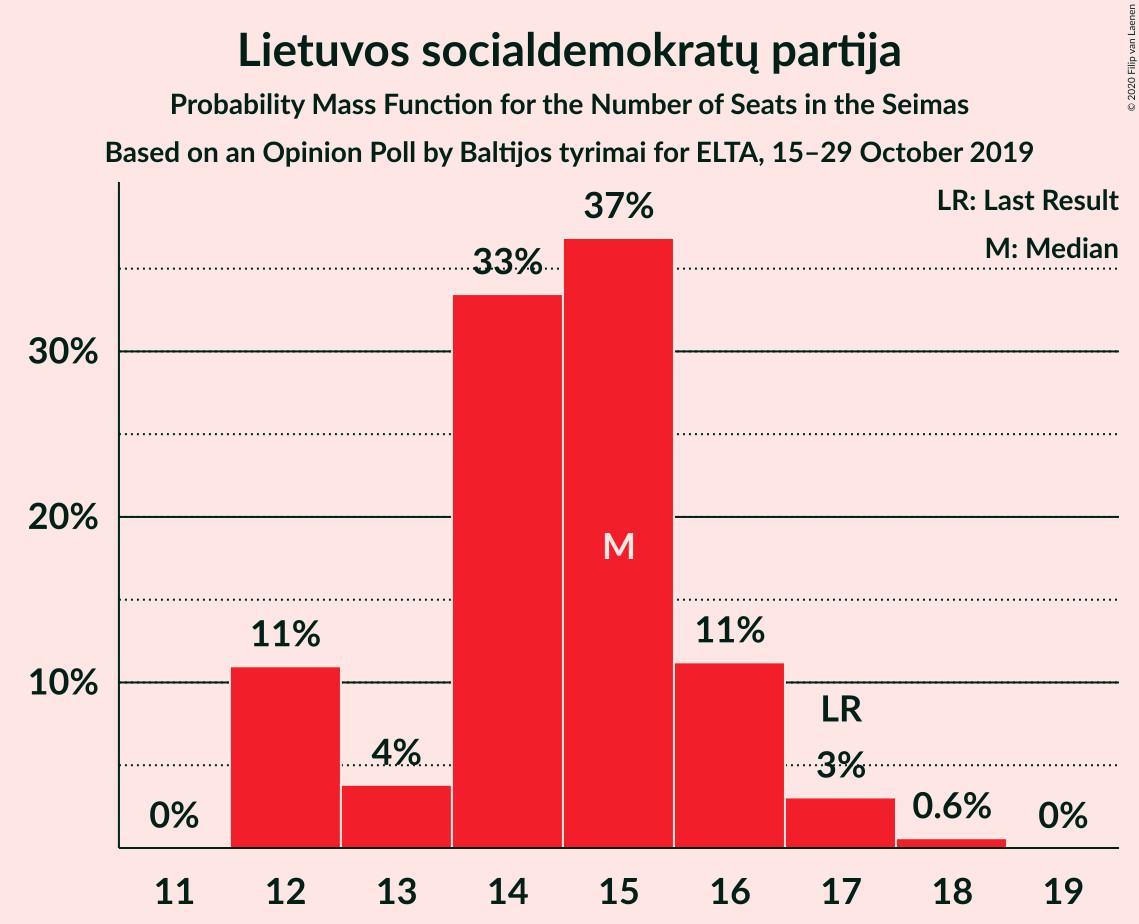 Lietuvos socialdemokratų partija
Probability Mass Function for the Number of Seats in the Seimas
Based on an Opinion Poll by Baltijos tyrimai for ELTA, 15–29 October 2019
© 2020 Filip van Laenen
LR: Last Result
M: Median
37%
33%
30%
20%
M
11%
11%
10%
LR
4%
3%
0%
0.6%
0%
11 12 13 14 15 16 17 18 19